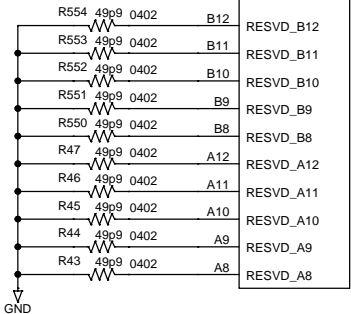 R554 49p9 0402 B12 RESVD_B12
R553 49p9 0402 B11 RESVD_B11
R552 49p9 0402 B10 RESVD_B10
R551 49p9 0402 B9 RESVD_B9
R550 49p9 0402 B8 RESVD_B8
R47 49p9 0402 A12 RESVD_A12
R46 49p9 0402 A11 RESVD_A11
R45 49p9 0402 A10 RESVD_A10
R44 49p9 0402 A9 RESVD_A9
R43 49p9 0402 A8 RESVD_A8
GND